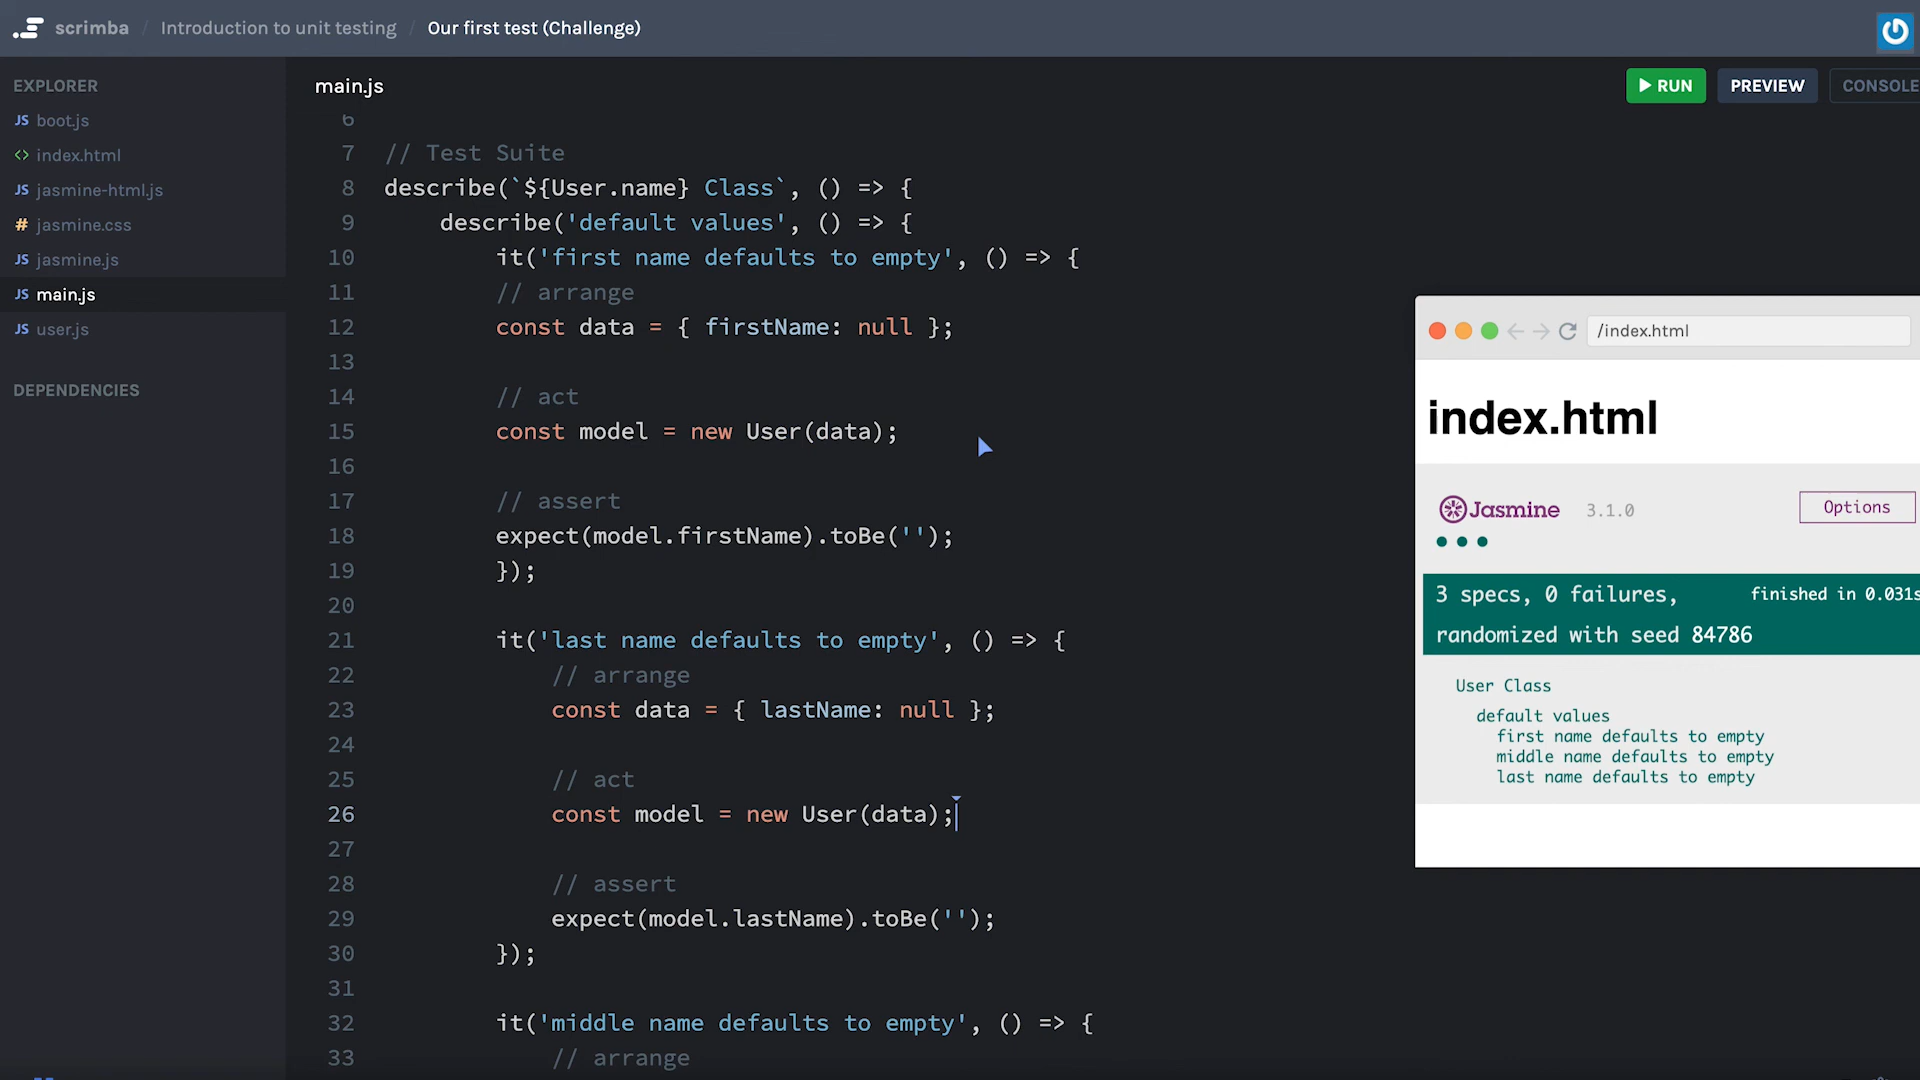 scrimba / Introduction to unit testing / Our first test (Challenge)
EXPLORER
JS boot.js
<> index.html
JS jasmine-html.js
# jasmine.css
JS jasmine.js
JS main.js
JS user.js
DEPENDENCIES
main.js
RUN
PREVIEW
CONSOLE
6
7 // Test Suite
8 describe(`${User.name} Class`, () => {
9 describe('default values', () => {
10 it('first name defaults to empty', () => {
11 // arrange
12 const data = { firstName: null };
13
14 // act
15 const model = new User(data);
16
17 // assert
18 expect(model.firstName).toBe('');
19 });
20
21 it('last name defaults to empty', () => {
22 // arrange
23 const data = { lastName: null };
24
25 // act
26 const model = new User(data);
27
28 // assert
29 expect(model.lastName).toBe('');
30 });
31
32 it('middle name defaults to empty', () => {
33 // arrange
/index.html
index.html
Jasmine 3.1.0
Options
3 specs, 0 failures, finished in 0.031s
randomized with seed 84786
User Class
default values
first name defaults to empty
middle name defaults to empty
last name defaults to empty